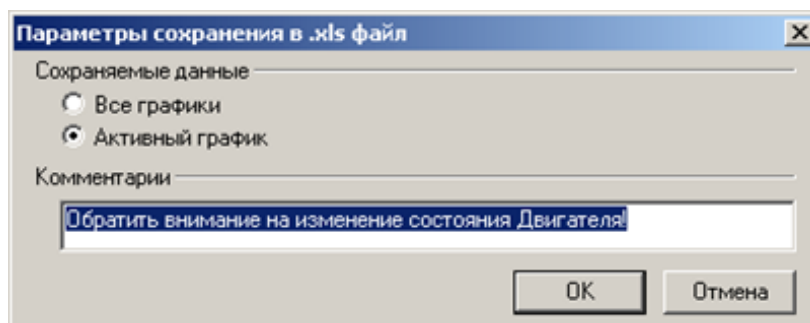 Параметры сохранения в .xls файл
Сохраняемые данные
Все графики
Активный график
Комментарии
Обратить внимание на изменение состояния Двигателя!
OK
Отмена